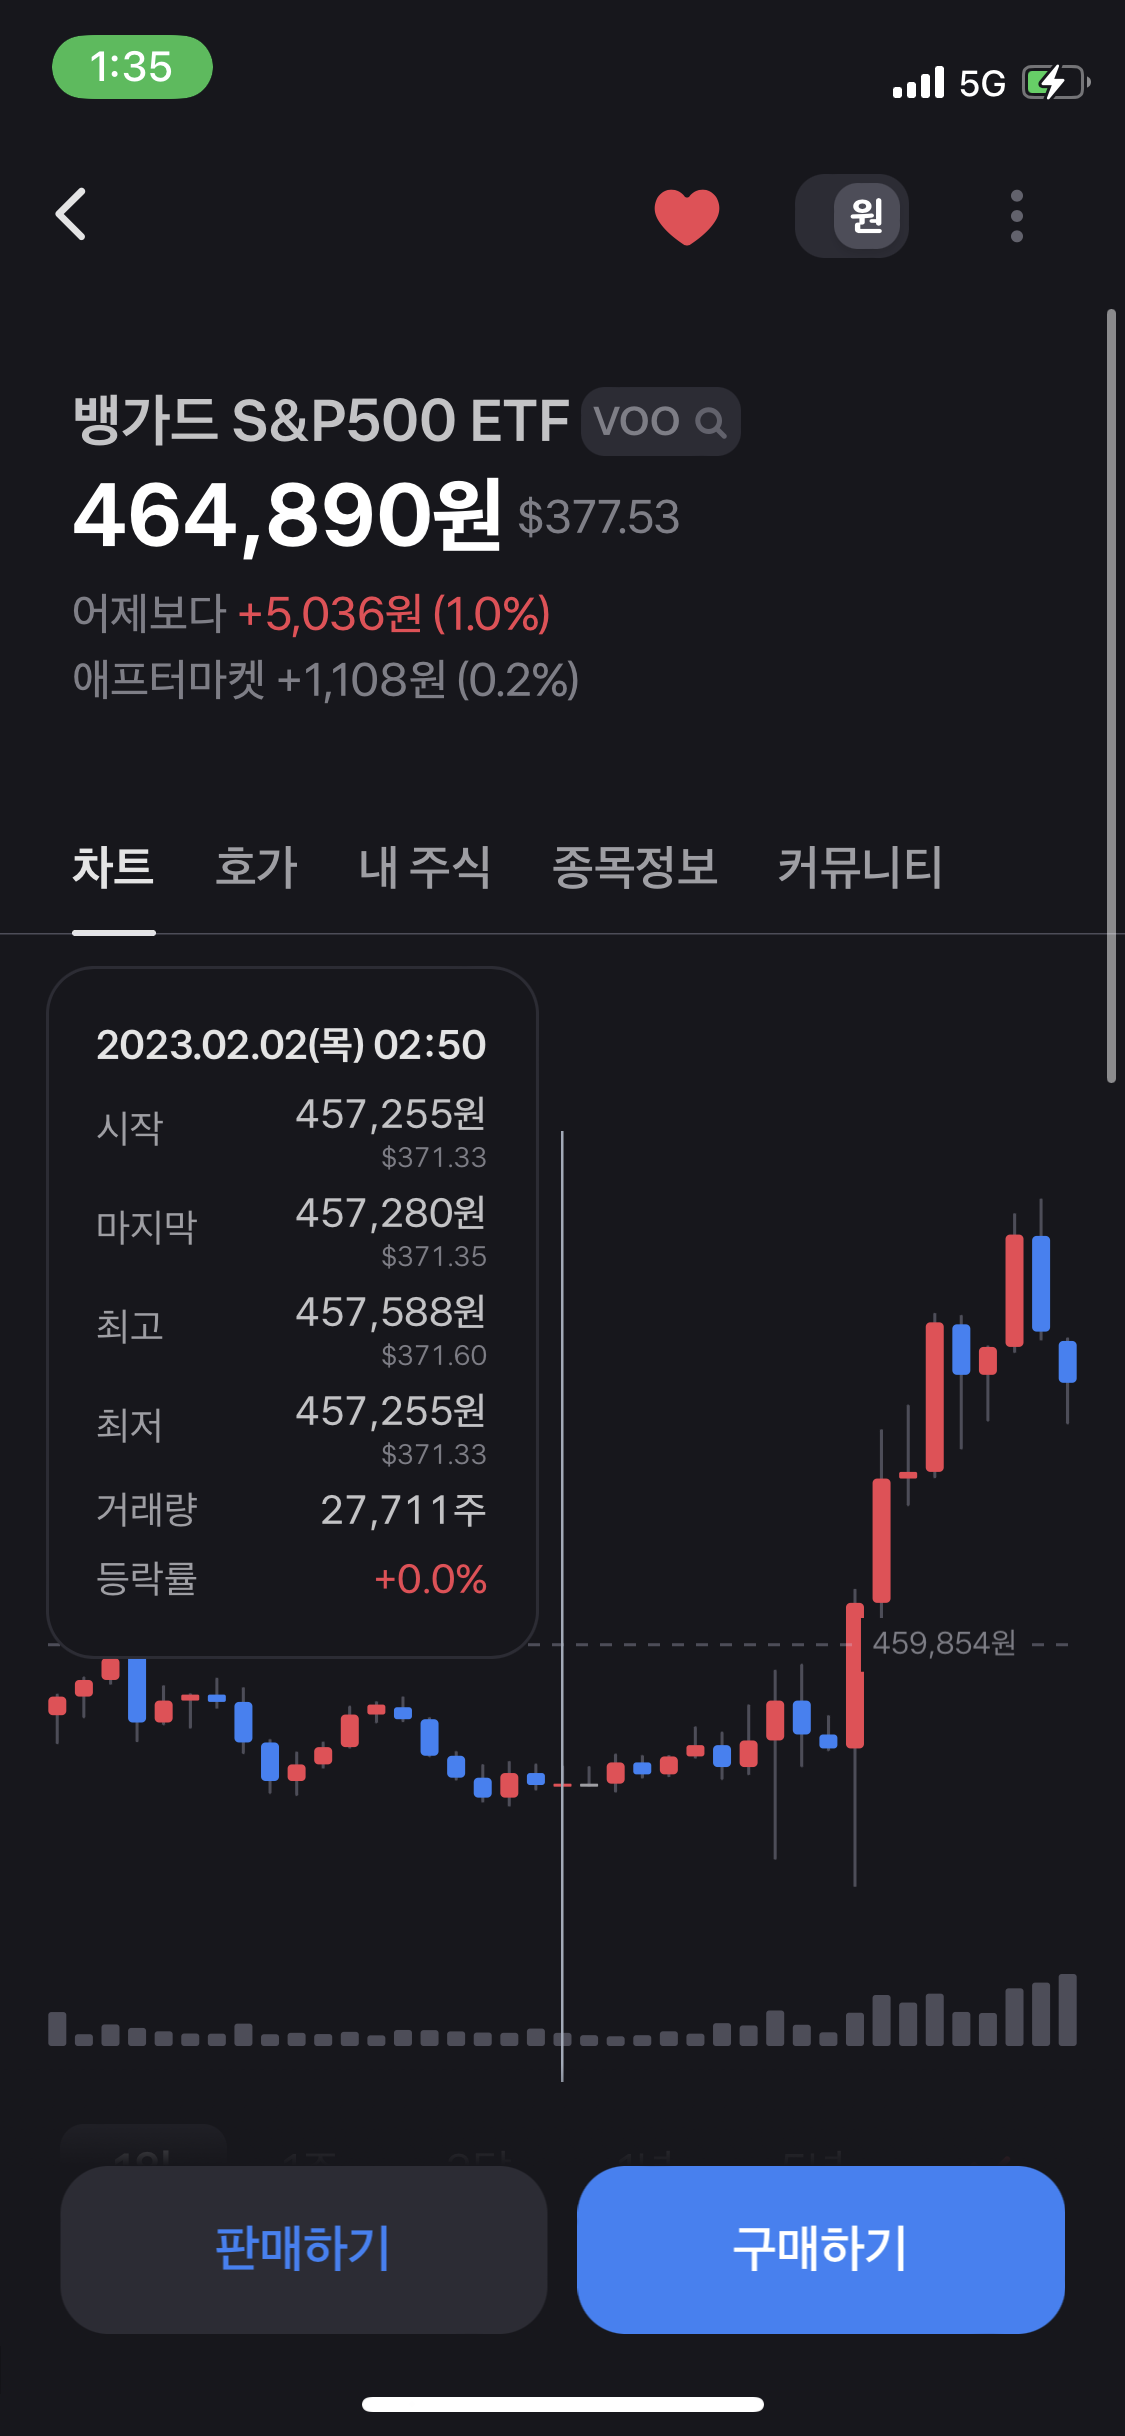 1:35
5G
원
뱅가드 S&P500 ETF VOO
464,890원 $377.53
어제보다 +5,036원 (1.0%)
애프터마켓 +1,108원 (0.2%)
차트 호가 내 주식 종목정보 커뮤니티
2023.02.02(목) 02:50
시작 457,255원
$371.33
마지막 457,280원
$371.35
최고 457,588원
$371.60
최저 457,255원
$371.33
거래량 27,711주
등락률 +0.0%
459,854원
판매하기 구매하기